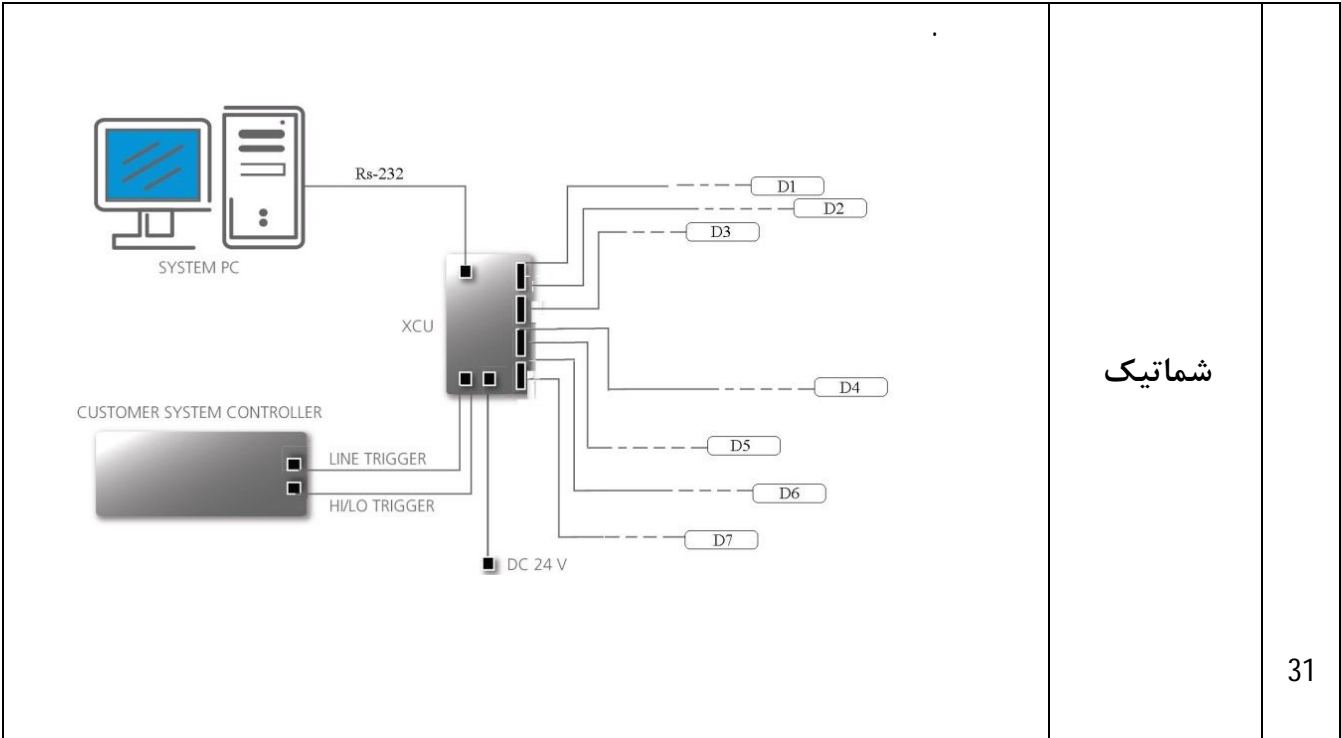 .
Rs-232
D1
D2
D3
SYSTEM PC
XCU
D4
CUSTOMER SYSTEM CONTROLLER
D5
LINE TRIGGER
D6
HI/LO TRIGGER
D7
DC 24 V
شماتیک
31